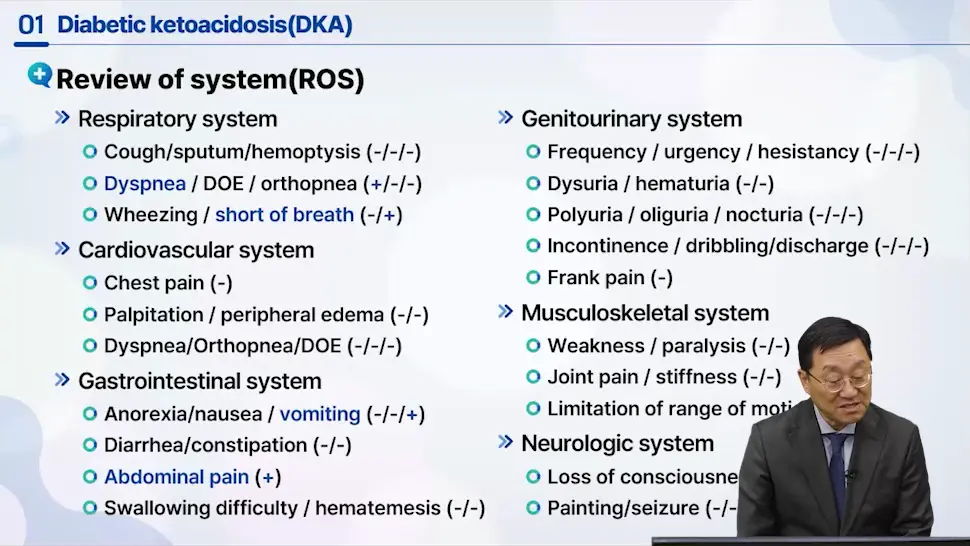 01 Diabetic ketoacidosis(DKA)
Review of system(ROS)
Respiratory system
Cough/sputum/hemoptysis (-/-/-)
Dyspnea / DOE / orthopnea (+/-/-)
Wheezing / short of breath (-/+)
Cardiovascular system
Chest pain (-)
Palpitation / peripheral edema (-/-)
Dyspnea/Orthopnea/DOE (-/-/-)
Gastrointestinal system
Anorexia/nausea / vomiting (-/-/+)
Diarrhea/constipation (-/-)
Abdominal pain (+)
Swallowing difficulty / hematemesis (-/-)
Genitourinary system
Frequency / urgency / hesistancy (-/-/-)
Dysuria / hematuria (-/-)
Polyuria / oliguria / nocturia (-/-/-)
Incontinence / dribbling/discharge (-/-/-)
Frank pain (-)
Musculoskeletal system
Weakness / paralysis (-/-)
Joint pain / stiffness (-/-)
Limitation of range of
Neurologic system
Loss of
Painting/seizure (-/-